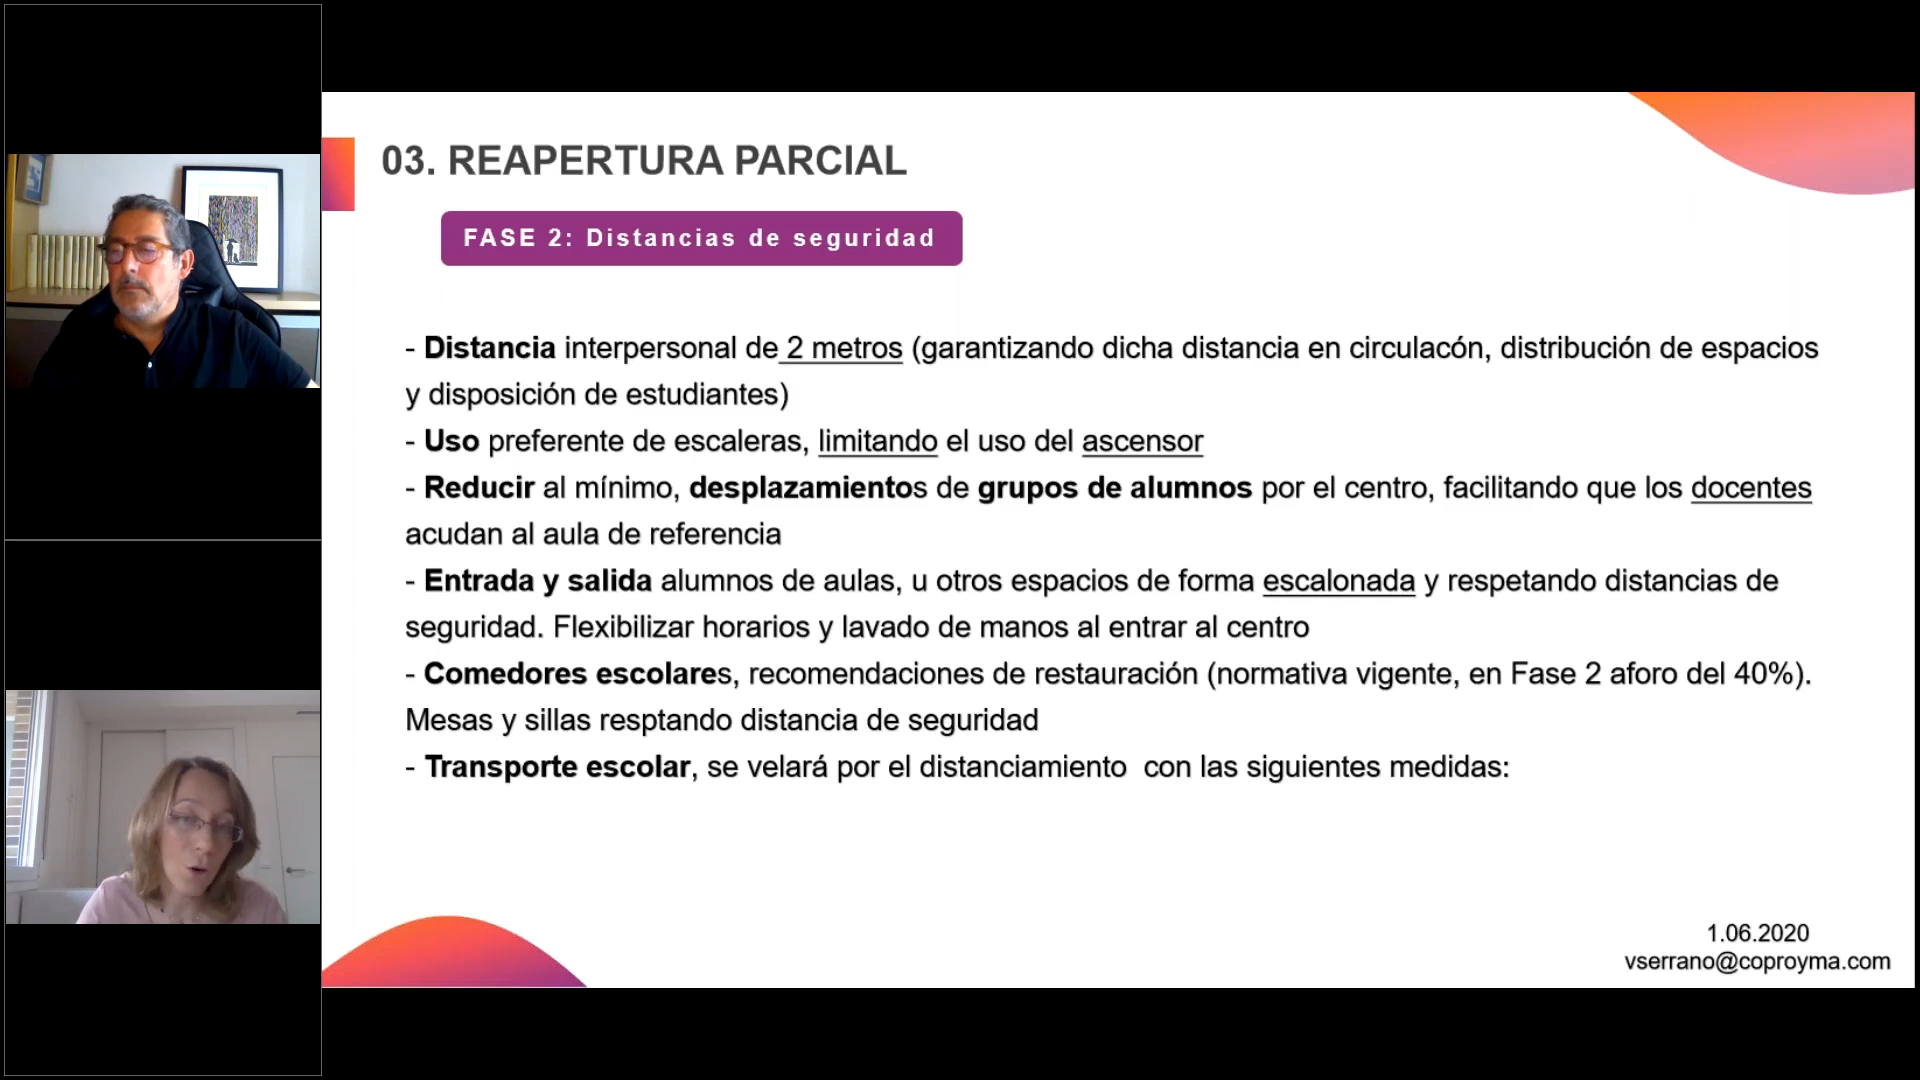 03. REAPERTURA PARCIAL
FASE 2: Distancias de seguridad
- Distancia interpersonal de 2 metros (garantizando dicha distancia en circulacón, distribución de espacios
y disposición de estudiantes)
- Uso preferente de escaleras, limitando el uso del ascensor
- Reducir al mínimo, desplazamientos de grupos de alumnos por el centro, facilitando que los docentes
acudan al aula de referencia
- Entrada y salida alumnos de aulas, u otros espacios de forma escalonada y respetando distancias de
seguridad. Flexibilizar horarios y lavado de manos al entrar al centro
- Comedores escolares, recomendaciones de restauración (normativa vigente, en Fase 2 aforo del 40%).
Mesas y sillas resptando distancia de seguridad
- Transporte escolar, se velará por el distanciamiento  con las siguientes medidas:
1.06.2020
vserrano@coproyma.com